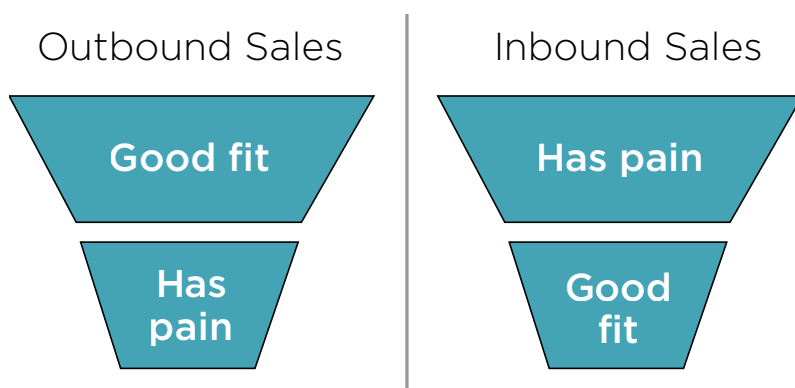 Outbound Sales
Good fit
Has
pain
Inbound Sales
Has pain
Good
fit